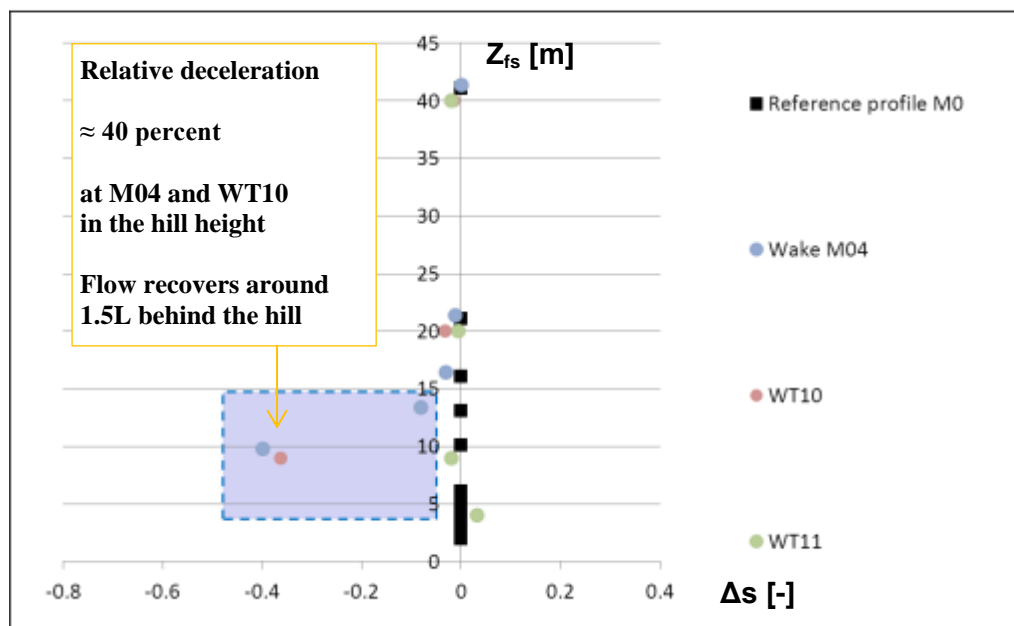 Relative deceleration
≈ 40 percent
at M04 and WT10
in the hill height
Flow recovers around
1.5L behind the hill
Zfs [m]
45
40
35
30
25
20
15
10
5
0
-0.8
-0.6
-0.4
-0.2
0
0.2
0.4
Δs [-]
Reference profile M0
Wake M04
WT10
WT11